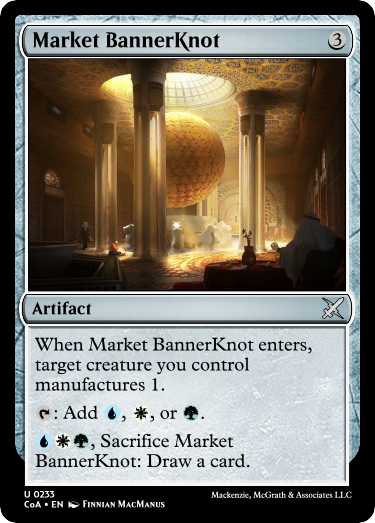 Market BannerKnot 3
Artifact
When Market BannerKnot enters,
target creature you control
manufactures 1.
: Add , , or .
, Sacrifice Market
BannerKnot: Draw a card.
U 0233
CoA • EN Finnian MacManus
Mackenzie, McGrath & Associates LLC